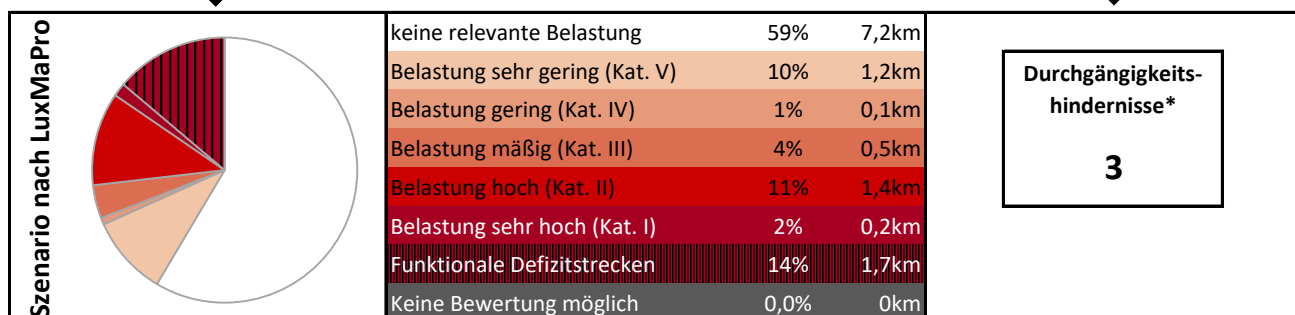 Szenario nach LuxMaPro
keine relevante Belastung 59% 7,2km
Belastung sehr gering (Kat. V) 10% 1,2km
Belastung gering (Kat. IV) 1% 0,1km
Belastung mäßig (Kat. III) 4% 0,5km
Belastung hoch (Kat. II) 11% 1,4km
Belastung sehr hoch (Kat. I) 2% 0,2km
Funktionale Defizitstrecken 14% 1,7km
Keine Bewertung möglich 0,0% 0km
Durchgängigkeits-
hindernisse*
3